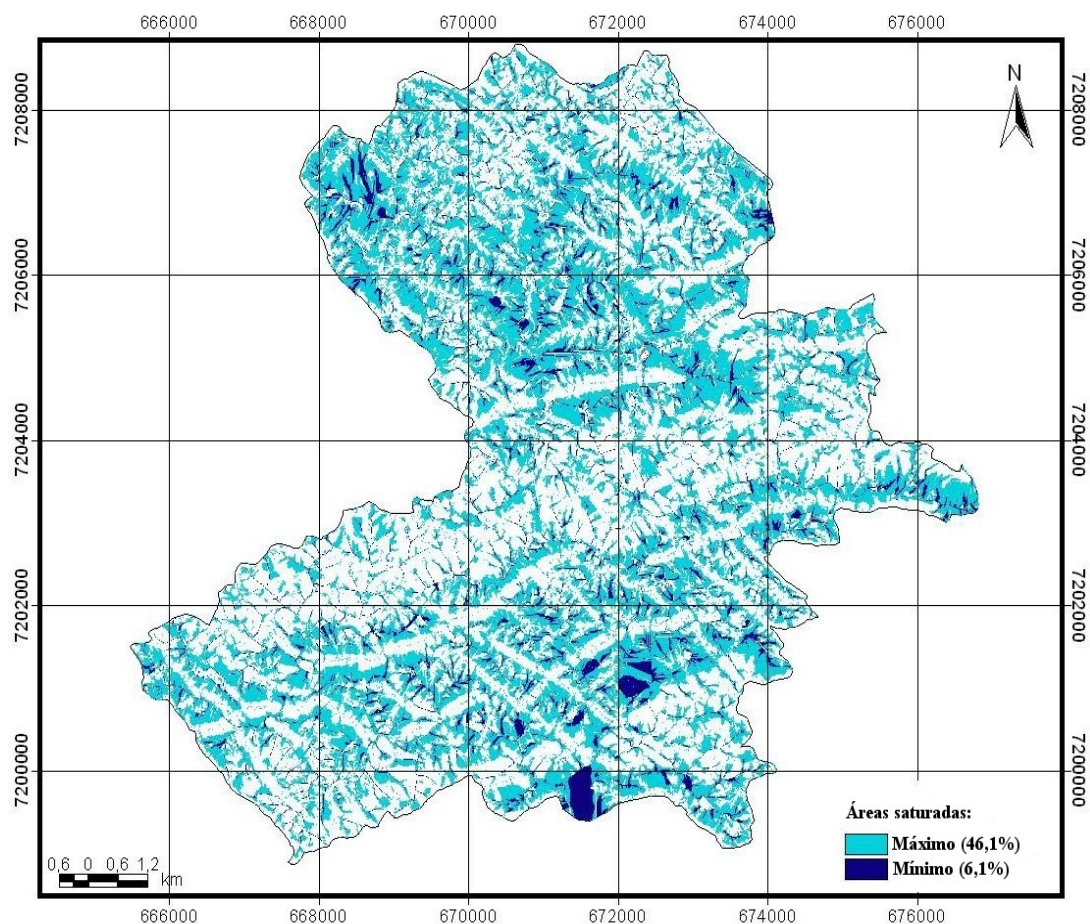 666000 668000 670000 672000 674000 676000
N
7208000 7208000
7206000 7206000
7204000 7204000
7202000 7202000
7200000 7200000
Áreas saturadas:
Máximo (46,1%)
Mínimo (6,1%)
0,6 0 0,6 1,2
km
666000 668000 670000 672000 674000 676000